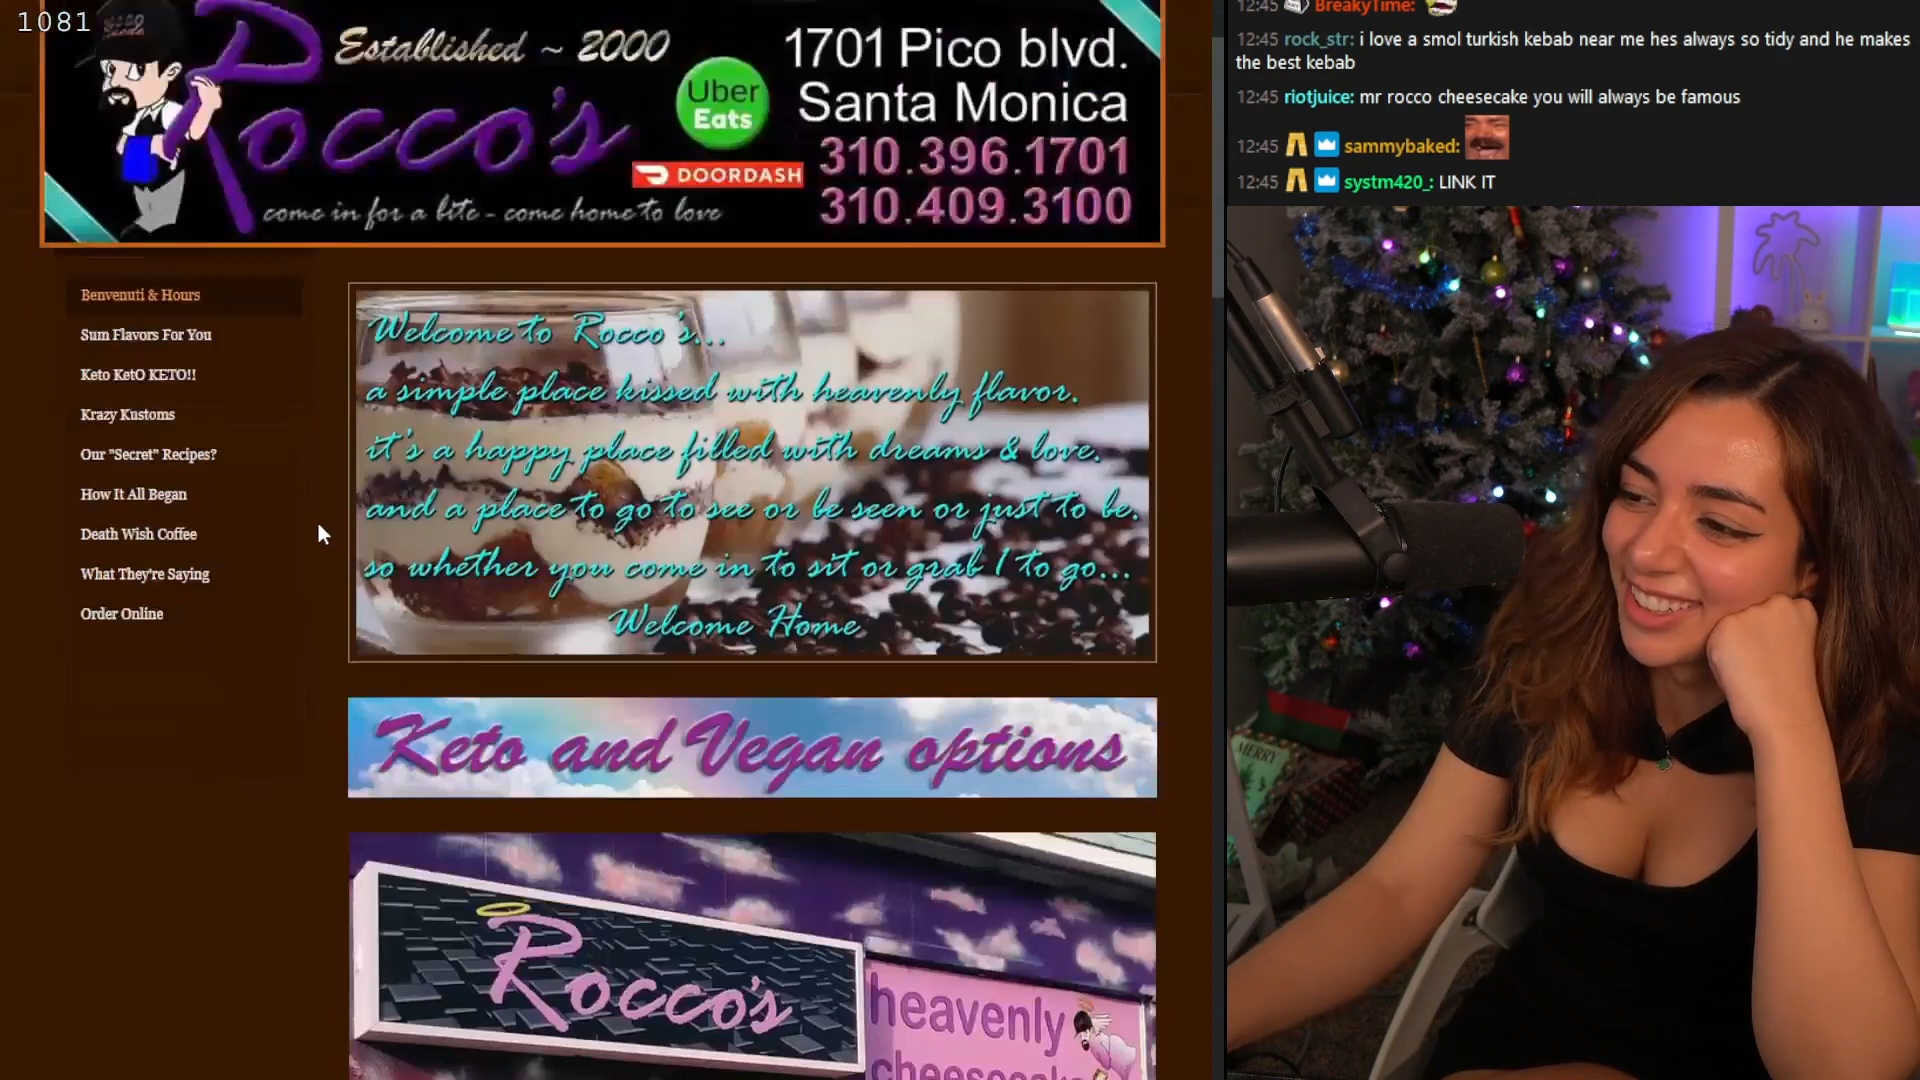 1081
Established ~ 2000
Rocco's
come in for a bite - come home to love
Uber
Eats
DOORDASH
1701 Pico blvd.
Santa Monica
310.396.1701
310.409.3100
Benvenuti & Hours
Sum Flavors For You
Keto KetO KETO!!
Krazy Kustoms
Our "Secret" Recipes?
How It All Began
Death Wish Coffee
What They're Saying
Order Online
Welcome to Rocco's...
a simple place kissed with heavenly flavor.
it's a happy place filled with dreams & love.
and a place to go to see or be seen or just to be.
so whether you come in to sit or grab 1 to go...
Welcome Home
Keto and Vegan options
Rocco's
heavenly
cheesecake
12:45 BreakyTime:
12:45 rock_str: i love a smol turkish kebab near me hes always so tidy and he makes
the best kebab
12:45 riotjuice: mr rocco cheesecake you will always be famous
12:45 sammybaked:
12:45 systm420_: LINK IT
MERRY